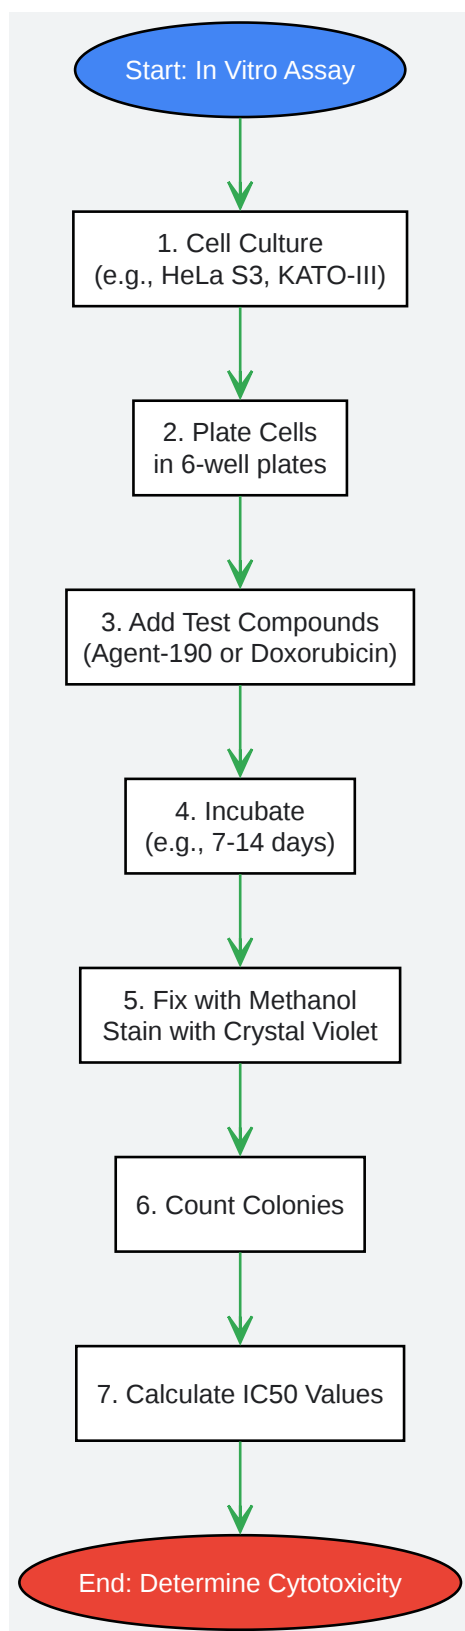 Start: In Vitro Assay
1. Cell Culture
(e.g., HeLa S3, KATO-III)
2. Plate Cells
in 6-well plates
3. Add Test Compounds
(Agent-190 or Doxorubicin)
4. Incubate
(e.g., 7-14 days)
5. Fix with Methanol
Stain with Crystal Violet
6. Count Colonies
7. Calculate IC50 Values
End: Determine Cytotoxicity